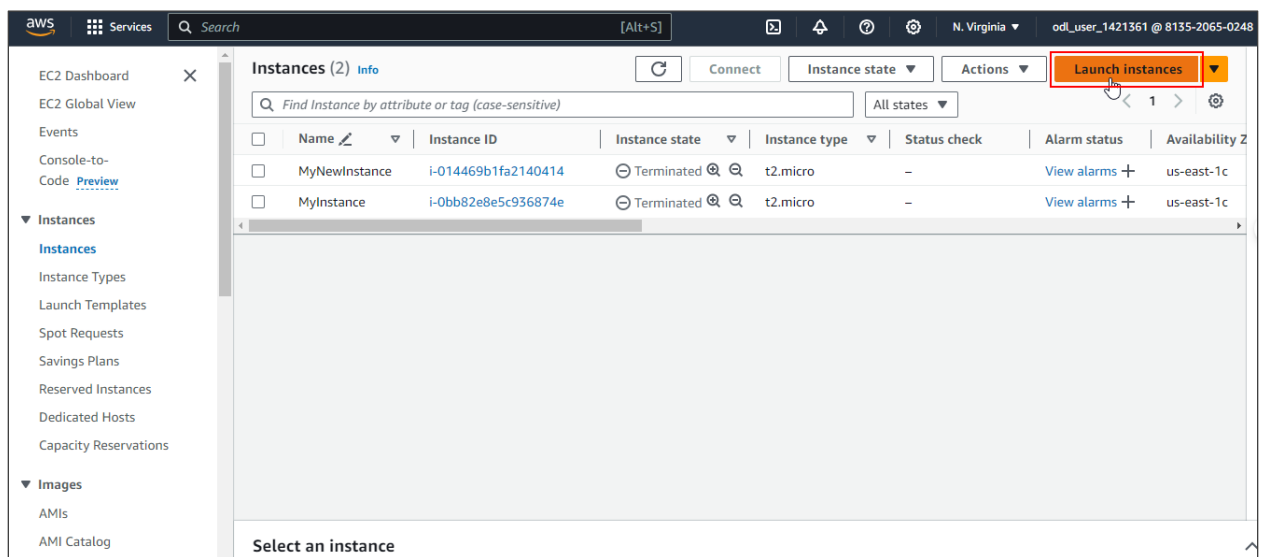 aws Services Search [Alt+S] N. Virginia odl_user_1421361 @ 8135-2065-0248
EC2 Dashboard
EC2 Global View
Events
Console-to-
Code Preview
Instances
Instances
Instance Types
Launch Templates
Spot Requests
Savings Plans
Reserved Instances
Dedicated Hosts
Capacity Reservations
Images
AMIs
AMI Catalog
Instances (2) Info Connect Instance state Actions Launch instances
Find Instance by attribute or tag (case-sensitive) All states 1
Name Instance ID Instance state Instance type Status check Alarm status Availability Z
MyNewInstance i-014469b1fa2140414 Terminated t2.micro – View alarms us-east-1c
MyInstance i-0bb82e8e5c936874e Terminated t2.micro – View alarms us-east-1c
Select an instance